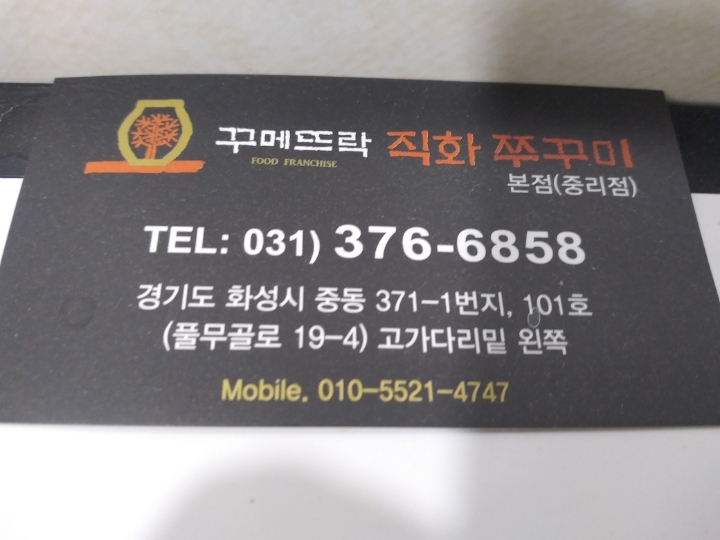 꾸메뜨락 직화 쭈꾸미
FOOD FRANCHISE
본점(중리점)
TEL: 031) 376-6858
경기도 화성시 중동 371-1번지, 101호
(풀무골로 19-4) 고가다리밑 왼쪽
Mobile. 010-5521-4747